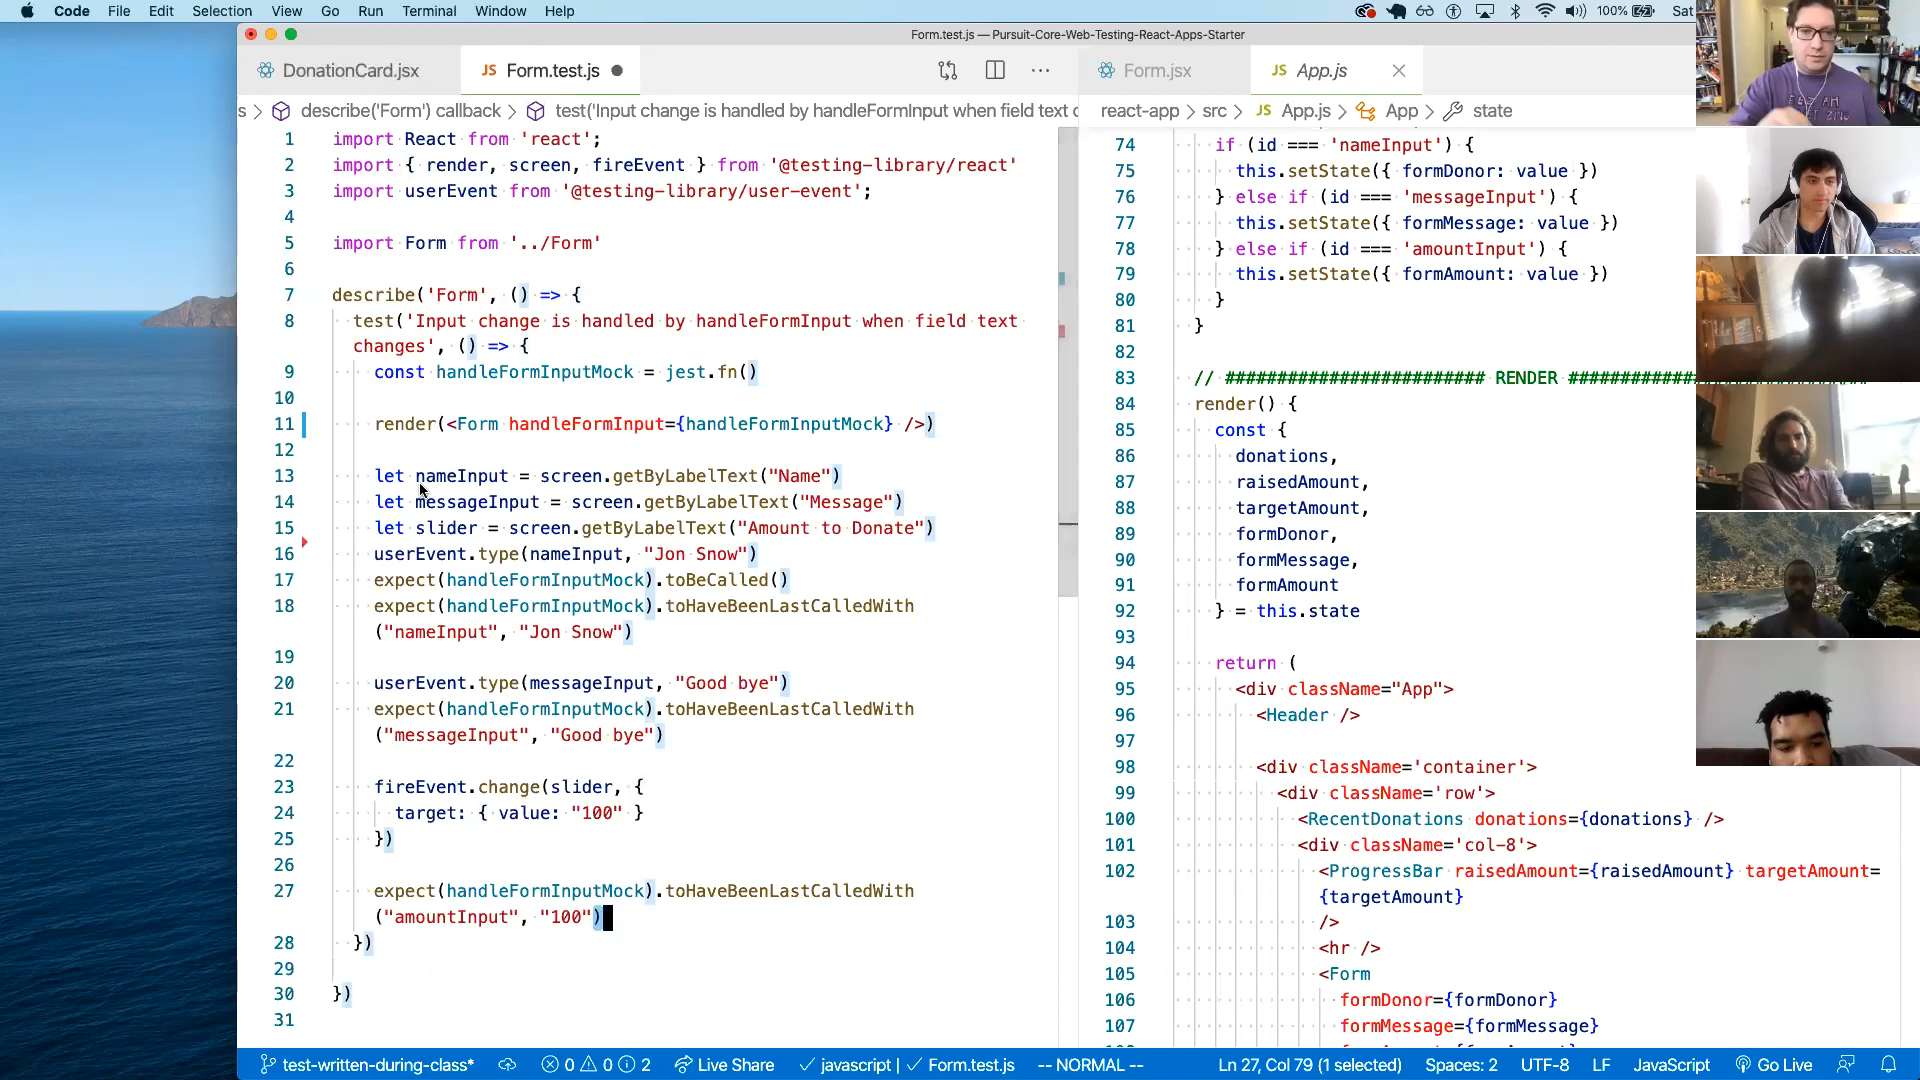 Code File Edit Selection View Go Run Terminal Window Help 100% Sat
Form.test.js — Pursuit-Core-Web-Testing-React-Apps-Starter
DonationCard.jsx JS Form.test.js ● ... Form.jsx JS App.js
s > describe('Form') callback > test('Input change is handled by handleFormInput when field text c
1 import React from 'react';
2 import { render, screen, fireEvent } from '@testing-library/react'
3 import userEvent from '@testing-library/user-event';
4
5 import Form from '../Form'
6
7 describe('Form', () => {
8 test('Input change is handled by handleFormInput when field text
changes', () => {
9 const handleFormInputMock = jest.fn()
10
11 render(<Form handleFormInput={handleFormInputMock} />)
12
13 let nameInput = screen.getByLabelText("Name")
14 let messageInput = screen.getByLabelText("Message")
15 let slider = screen.getByLabelText("Amount to Donate")
16 userEvent.type(nameInput, "Jon Snow")
17 expect(handleFormInputMock).toBeCalled()
18 expect(handleFormInputMock).toHaveBeenLastCalledWith
("nameInput", "Jon Snow")
19
20 userEvent.type(messageInput, "Good bye")
21 expect(handleFormInputMock).toHaveBeenLastCalledWith
("messageInput", "Good bye")
22
23 fireEvent.change(slider, {
24 target: { value: "100" }
25 })
26
27 expect(handleFormInputMock).toHaveBeenLastCalledWith
("amountInput", "100")
28 })
29
30 })
31
react-app > src > JS App.js > App > state
74 if (id === 'nameInput') {
75 this.setState({ formDonor: value })
76 } else if (id === 'messageInput') {
77 this.setState({ formMessage: value })
78 } else if (id === 'amountInput') {
79 this.setState({ formAmount: value })
80 }
81 }
82
83 // ######################### RENDER #############
84 render() {
85 const {
86 donations,
87 raisedAmount,
88 targetAmount,
89 formDonor,
90 formMessage,
91 formAmount
92 } = this.state
93
94 return (
95 <div className="App">
96 <Header />
97
98 <div className='container'>
99 <div className='row'>
100 <RecentDonations donations={donations} />
101 <div className='col-8'>
102 <ProgressBar raisedAmount={raisedAmount} targetAmount=
{targetAmount}
103 />
104 <hr />
105 <Form
106 formDonor={formDonor}
107 formMessage={formMessage}
test-written-during-class* 0 0 2 Live Share javascript | Form.test.js -- NORMAL -- Ln 27, Col 79 (1 selected) Spaces: 2 UTF-8 LF JavaScript Go Live